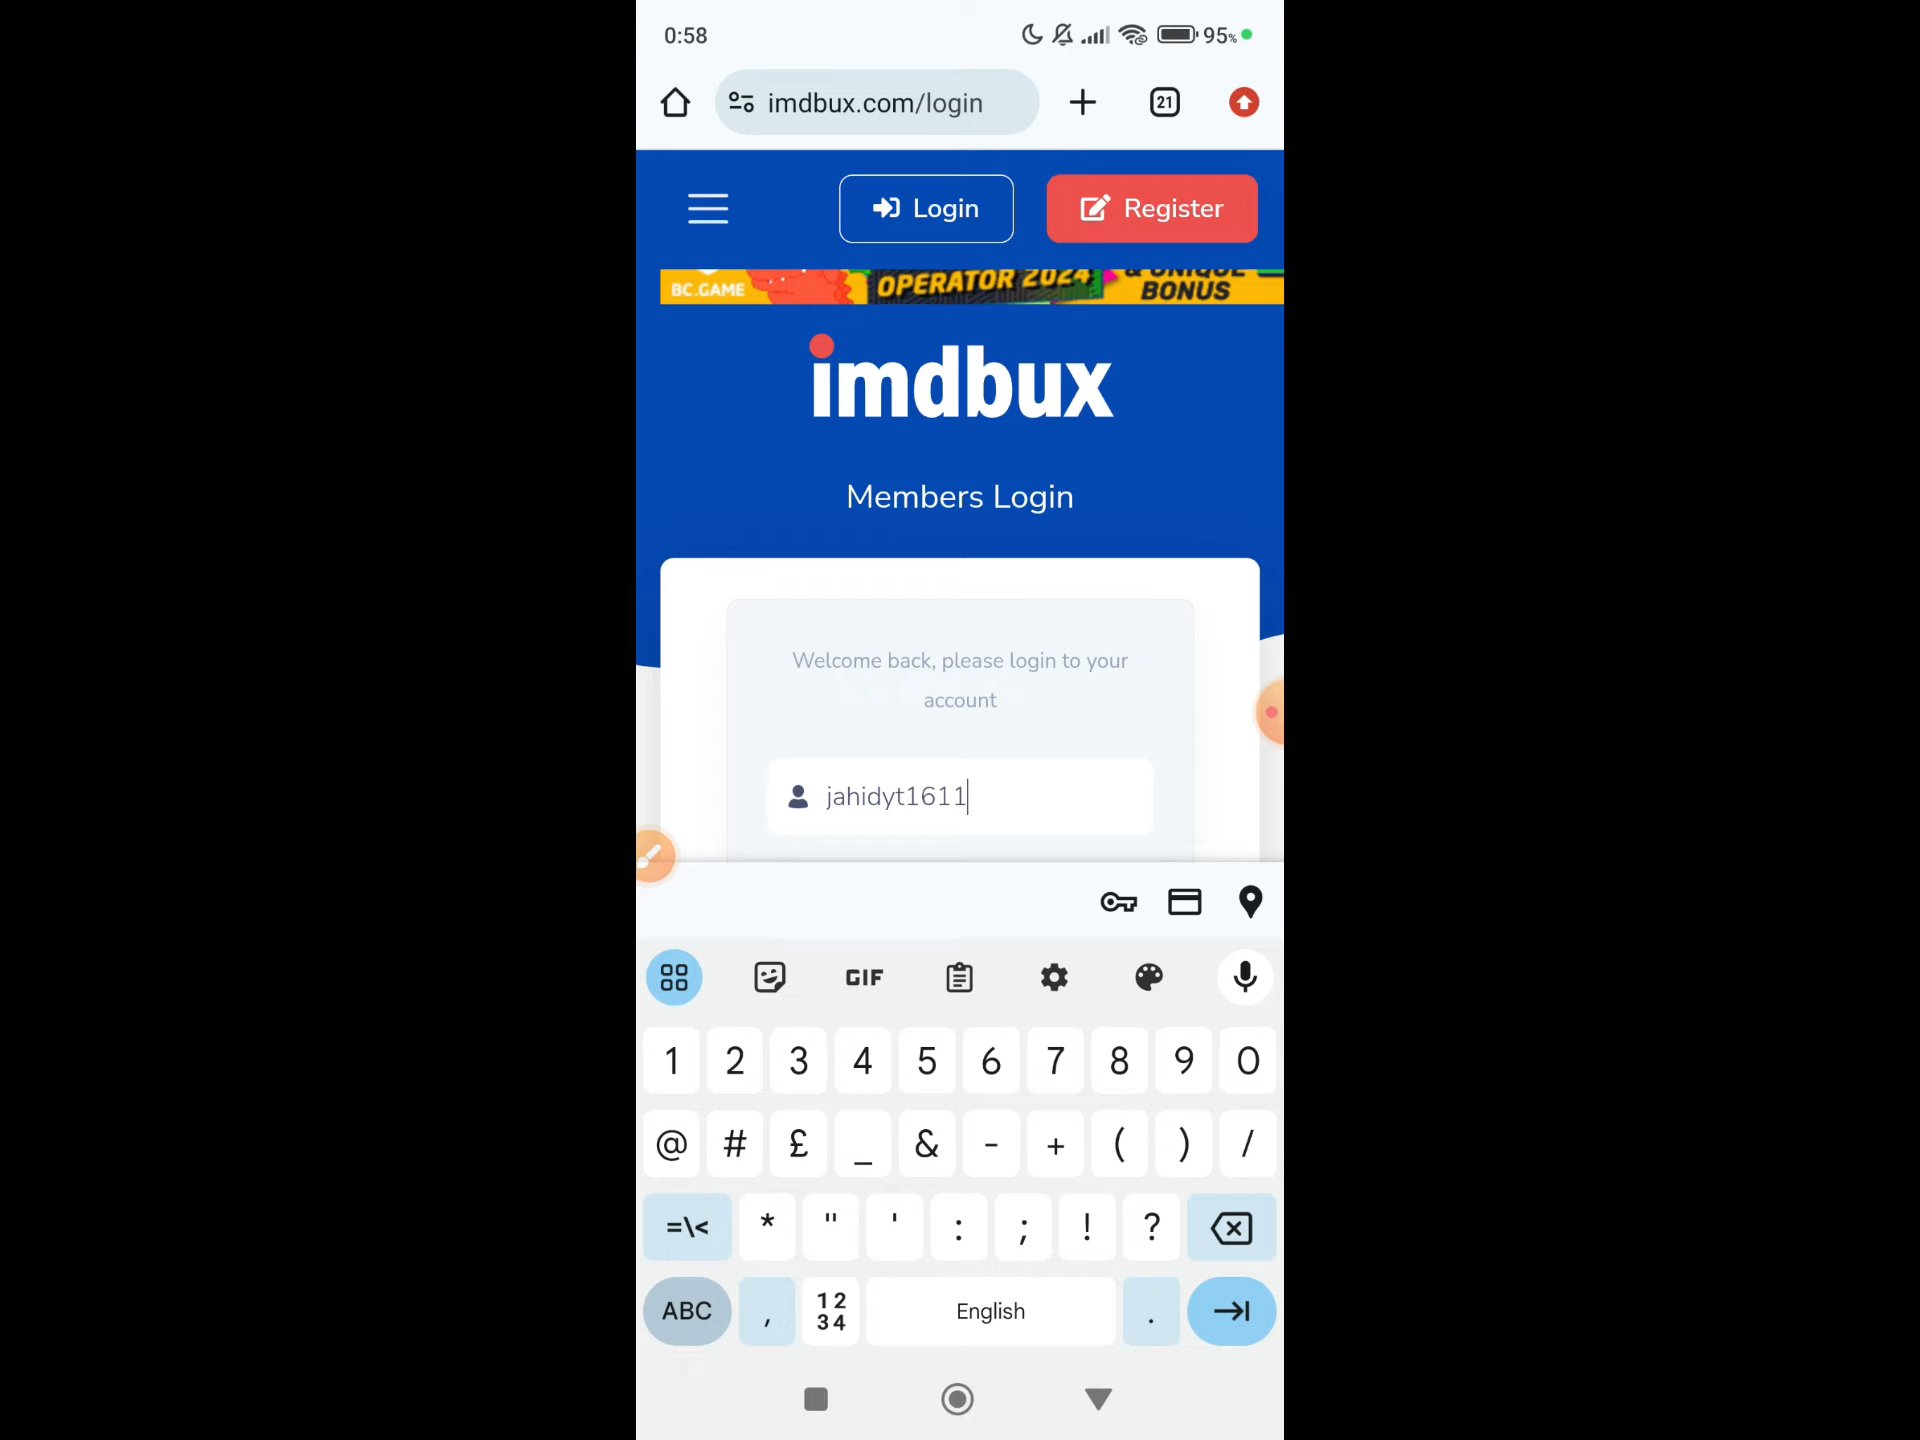 0:58
95%
21
imdbux.com/login
Login
Register
BC.GAME
OPERATOR 2024
& UNIQUE
BONUS
imdbux
Members Login
Welcome back, please login to your
account
jahidyt1611
GIF
1 2 3 4 5 6 7 8 9 0
@ # £ _ & - + ( ) /
=\< * " ' : ; ! ?
ABC , 12 English .
34